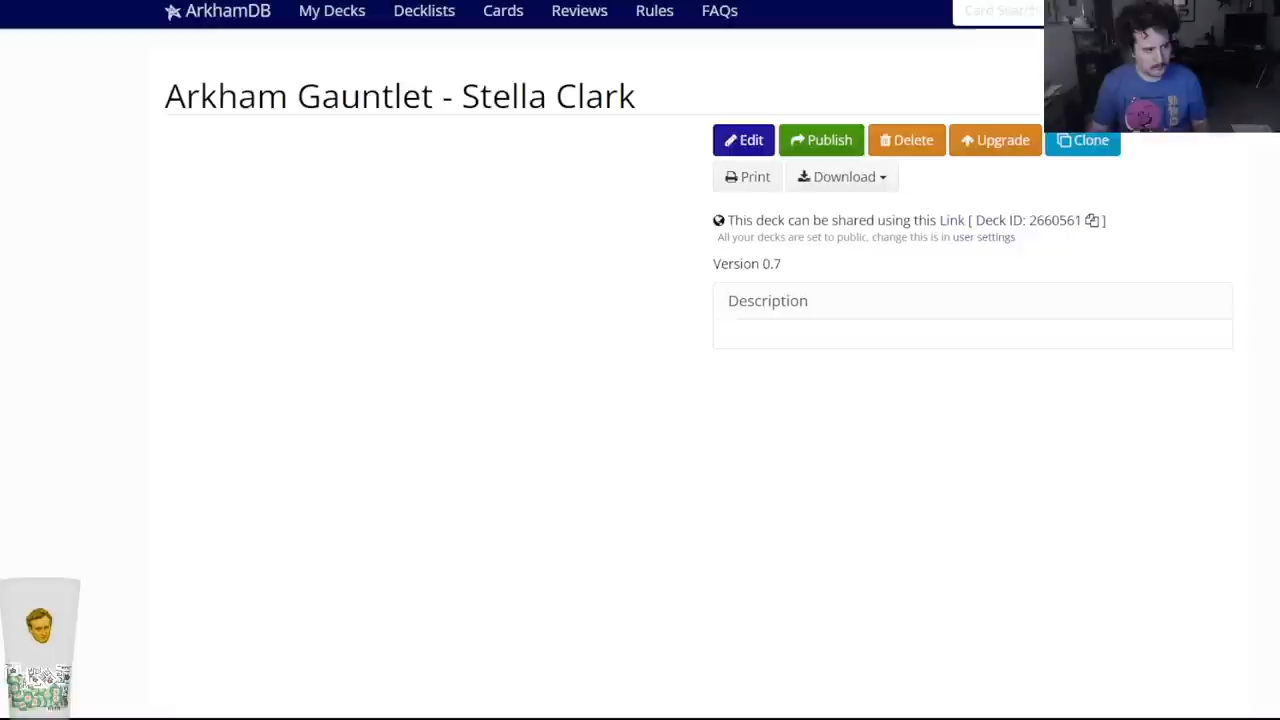 ArkhamDB My Decks Decklists Cards Reviews Rules FAQs Card Search
Arkham Gauntlet - Stella Clark
Edit Publish Delete Upgrade Clone
Print Download
This deck can be shared using this Link [ Deck ID: 2660561 ]
All your decks are set to public, change this is in user settings
Version 0.7
Description